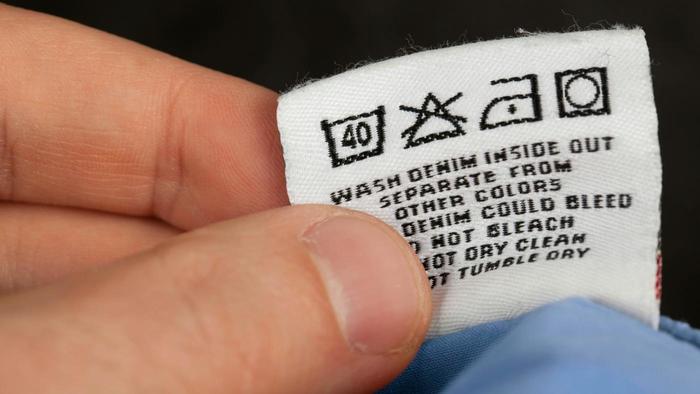 40
WASH DENIM INSIDE OUT
SEPARATE FROM
OTHER COLORS
DENIM COULD BLEED
NOT BLEACH
NOT DRY CLEAN
TUMBLE DRY